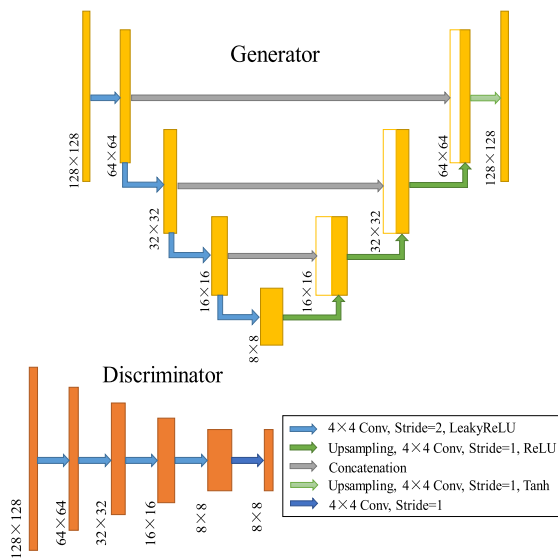 Generator
128×128
64×64
32×32
16×16
8×8
16×16
32×32
64×64
128×128
Discriminator
128×128
64×64
32×32
16×16
8×8
8×8
4×4 Conv, Stride=2, LeakyReLU
Upsampling, 4×4 Conv, Stride=1, ReLU
Concatenation
Upsampling, 4×4 Conv, Stride=1, Tanh
4×4 Conv, Stride=1